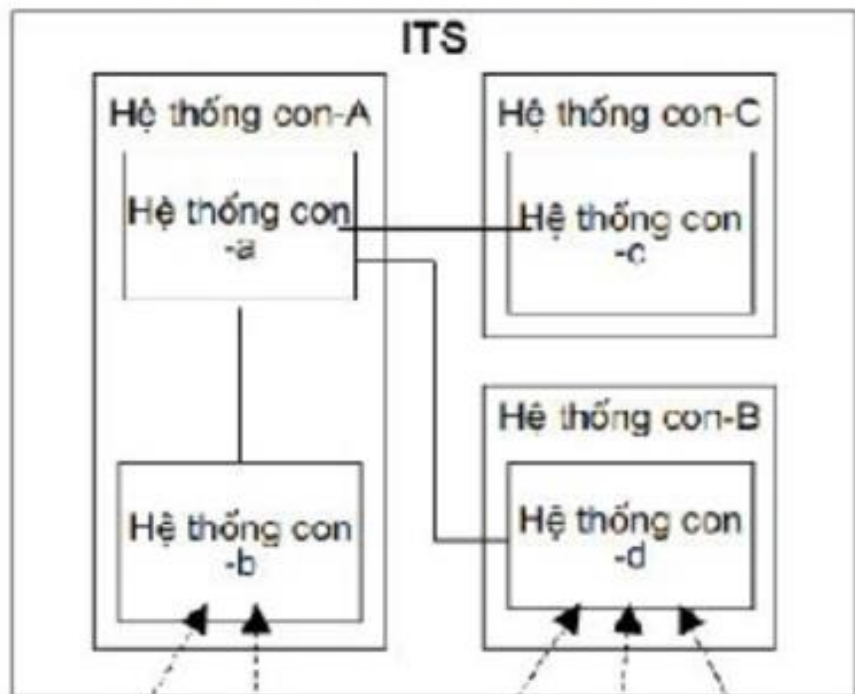 ITS
Hệ thống con-A
Hệ thống con
-a
Hệ thống con
-b
Hệ thống con-C
Hệ thống con
-c
Hệ thống con-B
Hệ thống con
-d